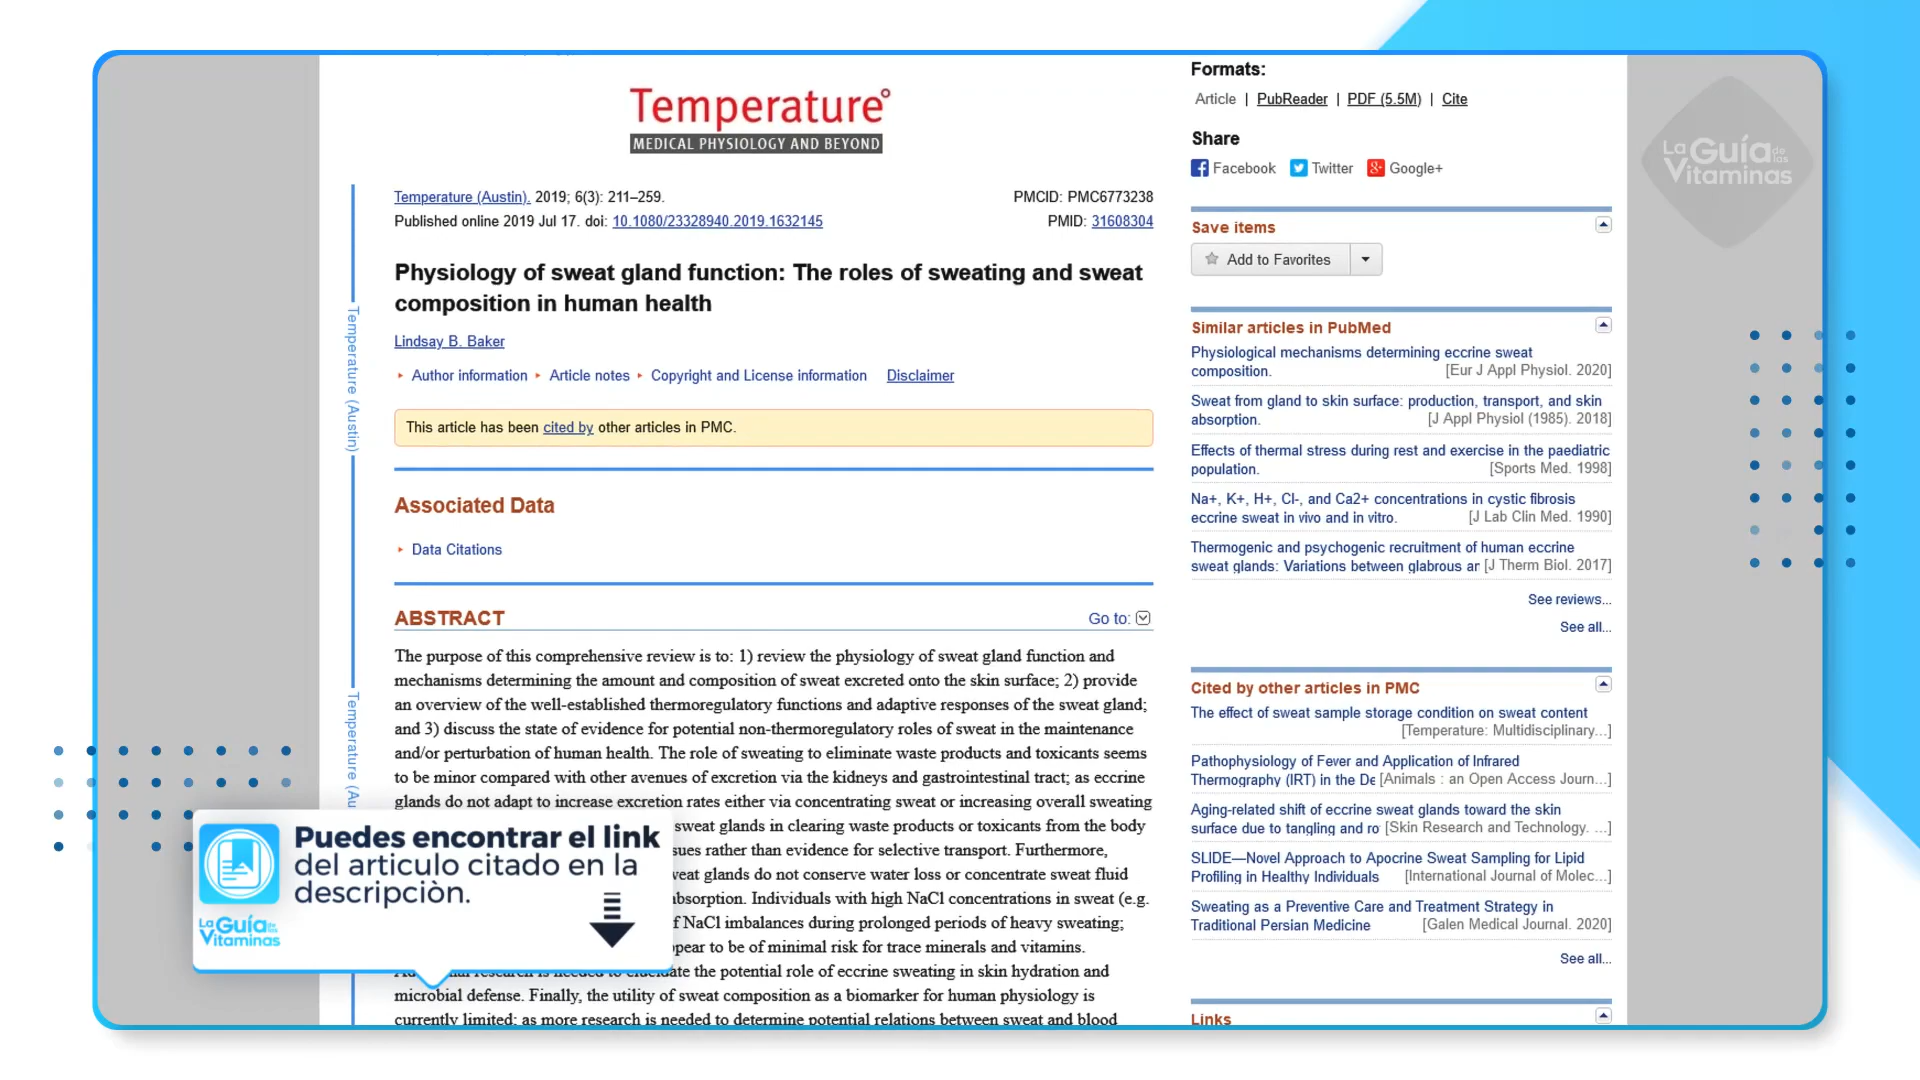 Temperature°
MEDICAL PHYSIOLOGY AND BEYOND
Temperature (Austin). 2019; 6(3): 211–259.
PMCID: PMC6773238
Published online 2019 Jul 17. doi: 10.1080/23328940.2019.1632145
PMID: 31608304
Physiology of sweat gland function: The roles of sweating and sweat
composition in human health
Lindsay B. Baker
Author information
Article notes
Copyright and License information
Disclaimer
This article has been cited by other articles in PMC.
Associated Data
Data Citations
ABSTRACT
Go to:
The purpose of this comprehensive review is to: 1) review the physiology of sweat gland function and
mechanisms determining the amount and composition of sweat excreted onto the skin surface; 2) provide
an overview of the well-established thermoregulatory functions and adaptive responses of the sweat gland;
and 3) discuss the state of evidence for potential non-thermoregulatory roles of sweat in the maintenance
and/or perturbation of human health. The role of sweating to eliminate waste products and toxicants seems
to be minor compared with other avenues of excretion via the kidneys and gastrointestinal tract; as eccrine
glands do not adapt to increase excretion rates either via concentrating sweat or increasing overall sweating
sweat glands in clearing waste products or toxicants from the body
sues rather than evidence for selective transport. Furthermore,
weat glands do not conserve water loss or concentrate sweat fluid
absorption. Individuals with high NaCl concentrations in sweat (e.g.
f NaCl imbalances during prolonged periods of heavy sweating;
pear to be of minimal risk for trace minerals and vitamins.
research is needed to elucidate the potential role of eccrine sweating in skin hydration and
microbial defense. Finally, the utility of sweat composition as a biomarker for human physiology is
currently limited; as more research is needed to determine potential relations between sweat and blood
Temperature (Austin)
Temperature (Au
Puedes encontrar el link
del articulo citado en la
descripciòn.
La Guía de las
Vitaminas
Formats:
Article | PubReader | PDF (5.5M) | Cite
Share
Facebook
Twitter
Google+
Save items
Add to Favorites
Similar articles in PubMed
Physiological mechanisms determining eccrine sweat
composition. [Eur J Appl Physiol. 2020]
Sweat from gland to skin surface: production, transport, and skin
absorption. [J Appl Physiol (1985). 2018]
Effects of thermal stress during rest and exercise in the paediatric
population. [Sports Med. 1998]
Na+, K+, H+, Cl-, and Ca2+ concentrations in cystic fibrosis
eccrine sweat in vivo and in vitro. [J Lab Clin Med. 1990]
Thermogenic and psychogenic recruitment of human eccrine
sweat glands: Variations between glabrous ar [J Therm Biol. 2017]
See reviews...
See all...
Cited by other articles in PMC
The effect of sweat sample storage condition on sweat content
[Temperature: Multidisciplinary...]
Pathophysiology of Fever and Application of Infrared
Thermography (IRT) in the De [Animals : an Open Access Journ...]
Aging-related shift of eccrine sweat glands toward the skin
surface due to tangling and ro [Skin Research and Technology. ...]
SLIDE—Novel Approach to Apocrine Sweat Sampling for Lipid
Profiling in Healthy Individuals [International Journal of Molec...]
Sweating as a Preventive Care and Treatment Strategy in
Traditional Persian Medicine [Galen Medical Journal. 2020]
See all...
Links
La Guía de las
Vitaminas